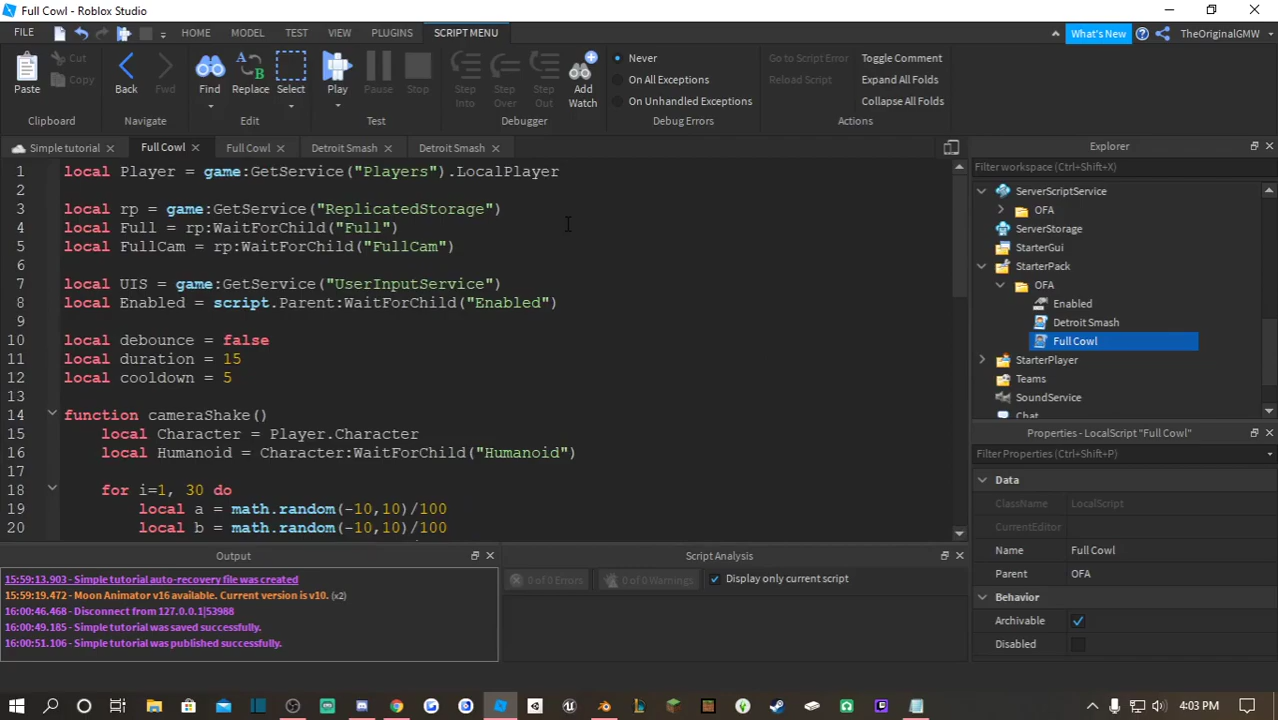 Full Cowl - Roblox Studio
FILE
HOME
MODEL
TEST
VIEW
PLUGINS
SCRIPT MENU
What's New
TheOriginalGMW
Paste
Cut
Copy
Clipboard
Back
Fwd
Navigate
Find
Replace
Select
Edit
Play
Pause
Stop
Test
Step Into
Step Over
Step Out
Add Watch
Debugger
Never
On All Exceptions
On Unhandled Exceptions
Debug Errors
Go to Script Error
Reload Script
Toggle Comment
Expand All Folds
Collapse All Folds
Actions
Simple tutorial
Full Cowl
Full Cowl
Detroit Smash
Detroit Smash
1 local Player = game:GetService("Players").LocalPlayer
2
3 local rp = game:GetService("ReplicatedStorage")
4 local Full = rp:WaitForChild("Full")
5 local FullCam = rp:WaitForChild("FullCam")
6
7 local UIS = game:GetService("UserInputService")
8 local Enabled = script.Parent:WaitForChild("Enabled")
9
10 local debounce = false
11 local duration = 15
12 local cooldown = 5
13
14 function cameraShake()
15 local Character = Player.Character
16 local Humanoid = Character:WaitForChild("Humanoid")
17
18 for i=1, 30 do
19 local a = math.random(-10,10)/100
20 local b = math.random(-10,10)/100
Explorer
Filter workspace (Ctrl+Shift+X)
ServerScriptService
OFA
ServerStorage
StarterGui
StarterPack
OFA
Enabled
Detroit Smash
Full Cowl
StarterPlayer
Teams
SoundService
Chat
Properties - LocalScript "Full Cowl"
Filter Properties (Ctrl+Shift+P)
Data
ClassName LocalScript
CurrentEditor
Name Full Cowl
Parent OFA
Behavior
Archivable
Disabled
Output
15:59:13.903 - Simple tutorial auto-recovery file was created
15:59:19.472 - Moon Animator v16 available. Current version is v10. (x2)
16:00:46.468 - Disconnect from 127.0.0.1|53988
16:00:49.185 - Simple tutorial was saved successfully.
16:00:51.106 - Simple tutorial was published successfully.
Script Analysis
0 of 0 Errors
0 of 0 Warnings
Display only current script
4:03 PM